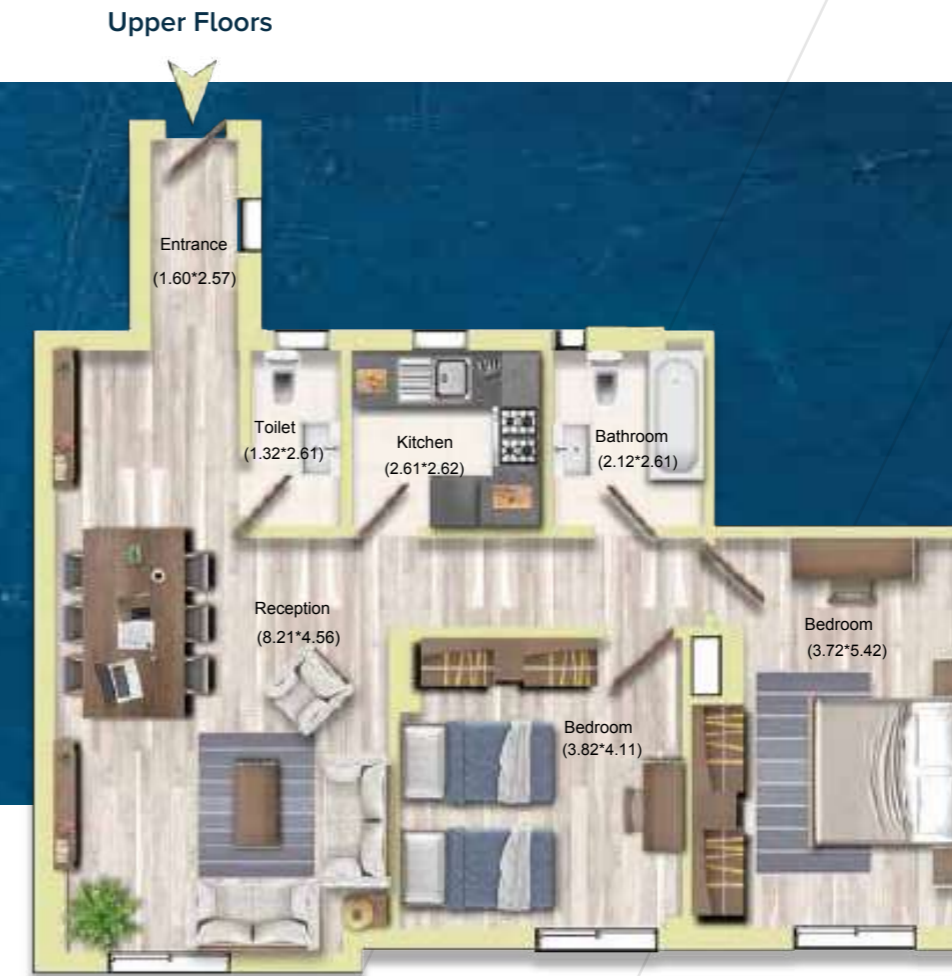 Upper Floors
Entrance
(1.60*2.57)
Toilet
(1.32*2.61)
Kitchen
(2.61*2.62)
Bathroom
(2.12*2.61)
Reception
(8.21*4.56)
Bedroom
(3.72*5.42)
Bedroom
(3.82*4.11)